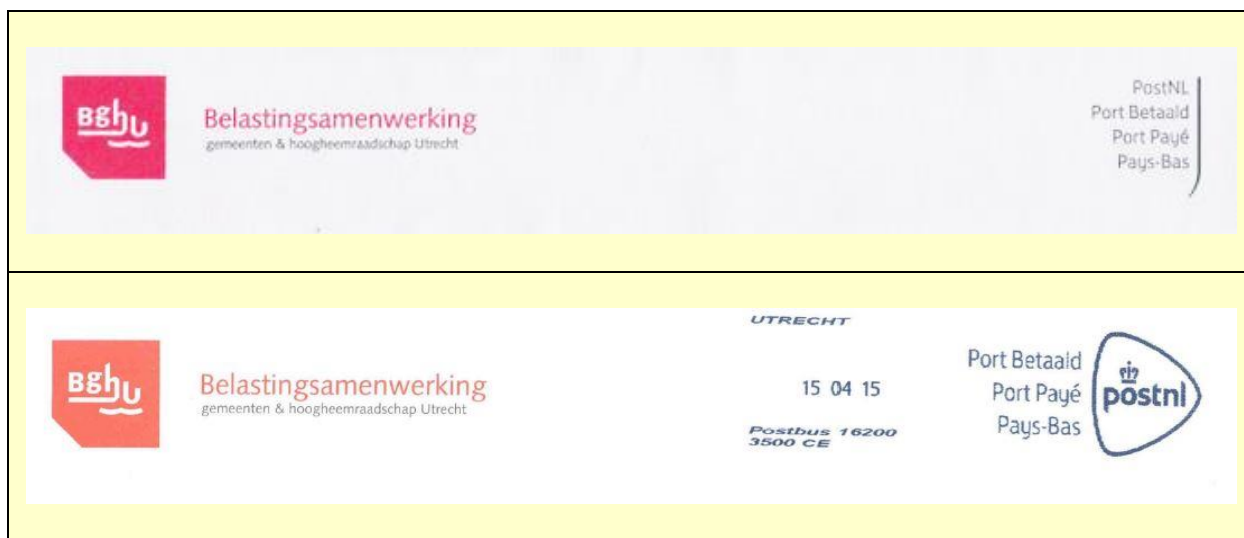 Bghu
Belastingsamenwerking
gemeenten & hoogheemraadschap Utrecht
PostNL
Port Betaald
Port Payé
Pays-Bas
Bghu
Belastingsamenwerking
gemeenten & hoogheemraadschap Utrecht
UTRECHT
15 04 15
Postbus 16200
3500 CE
Port Betaald
Port Payé
Pays-Bas
postnl